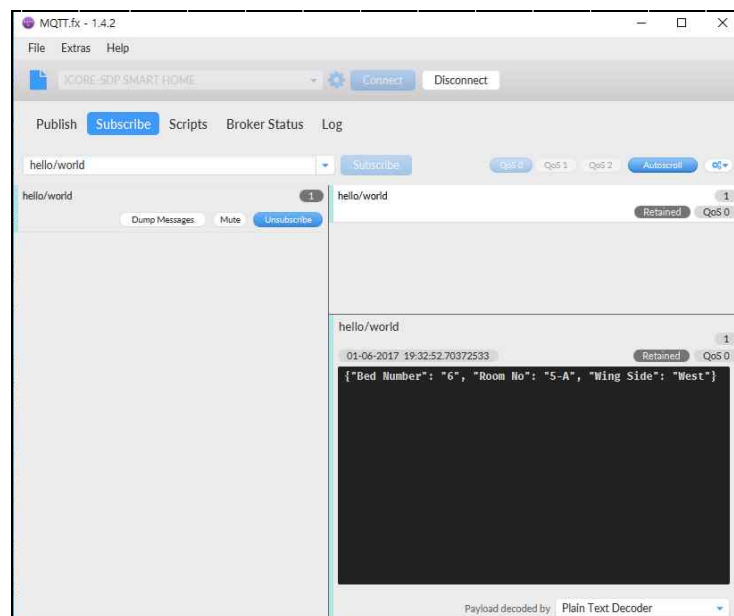 MQTT.fx - 1.4.2
File Extras Help
JCORE-SDP SMART HOME Connect Disconnect
Publish Subscribe Scripts Broker Status Log
hello/world Subscribe QoS 0 QoS 1 QoS 2 Autoscroll
hello/world 1
Dump Messages Mute Unsubscribe
hello/world 1
Retained QoS 0
hello/world
1
01-06-2017 19:32:52.70372533 Retained QoS 0
{"Bed Number": "6", "Room No": "5-A", "Wing Side": "West"}
Payload decoded by Plain Text Decoder